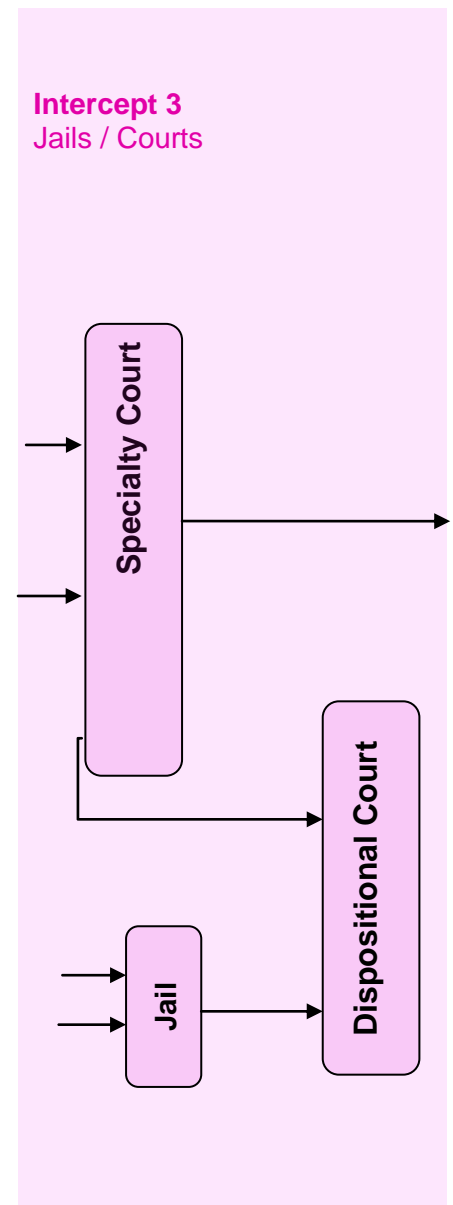 Intercept 3
Jails / Courts
Specialty Court
Dispositional Court
Jail